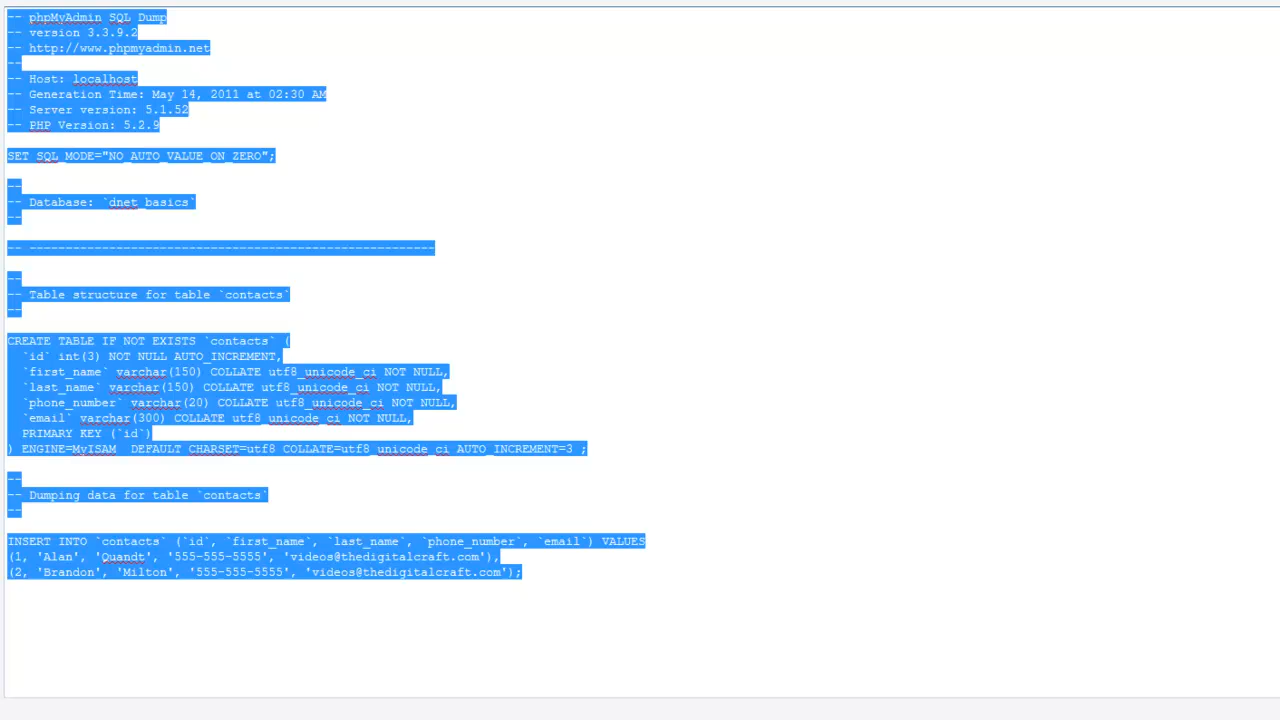 -- phpMyAdmin SQL Dump
-- version 3.3.9.2
-- http://www.phpmyadmin.net
--
-- Host: localhost
-- Generation Time: May 14, 2011 at 02:30 AM
-- Server version: 5.1.52
-- PHP Version: 5.2.9
SET SQL_MODE="NO_AUTO_VALUE_ON_ZERO";
--
-- Database: `dnet_basics`
--
-- --------------------------------------------------------
--
-- Table structure for table `contacts`
--
CREATE TABLE IF NOT EXISTS `contacts` (
`id` int(3) NOT NULL AUTO_INCREMENT,
`first_name` varchar(150) COLLATE utf8_unicode_ci NOT NULL,
`last_name` varchar(150) COLLATE utf8_unicode_ci NOT NULL,
`phone_number` varchar(20) COLLATE utf8_unicode_ci NOT NULL,
`email` varchar(300) COLLATE utf8_unicode_ci NOT NULL,
PRIMARY KEY (`id`)
) ENGINE=MyISAM  DEFAULT CHARSET=utf8 COLLATE=utf8_unicode_ci AUTO_INCREMENT=3 ;
--
-- Dumping data for table `contacts`
--
INSERT INTO `contacts` (`id`, `first_name`, `last_name`, `phone_number`, `email`) VALUES
(1, 'Alan', 'Quandt', '555-555-5555', 'videos@thedigitalcraft.com'),
(2, 'Brandon', 'Milton', '555-555-5555', 'videos@thedigitalcraft.com');